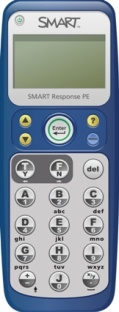 SMART
SMART Response PE
?
Enter
T F del
Y N
A B C
1 2 3
abc def
D E F
4 5 6
ghi jkl mno
G H I
7 8 9
pqrs tuv wxyz
J
0